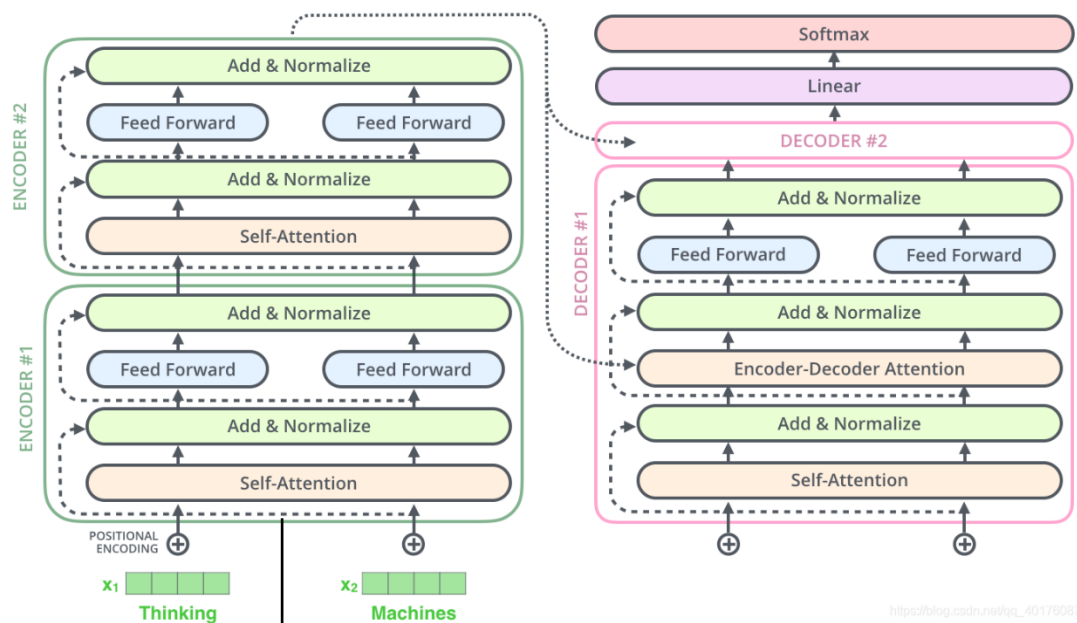 ENCODER #2
Add & Normalize
Feed Forward Feed Forward
Add & Normalize
Self-Attention
ENCODER #1
Add & Normalize
Feed Forward Feed Forward
Add & Normalize
Self-Attention
POSITIONAL
ENCODING
x₁ x₂
Thinking Machines
Softmax
Linear
DECODER #2
DECODER #1
Add & Normalize
Feed Forward Feed Forward
Add & Normalize
Encoder-Decoder Attention
Add & Normalize
Self-Attention